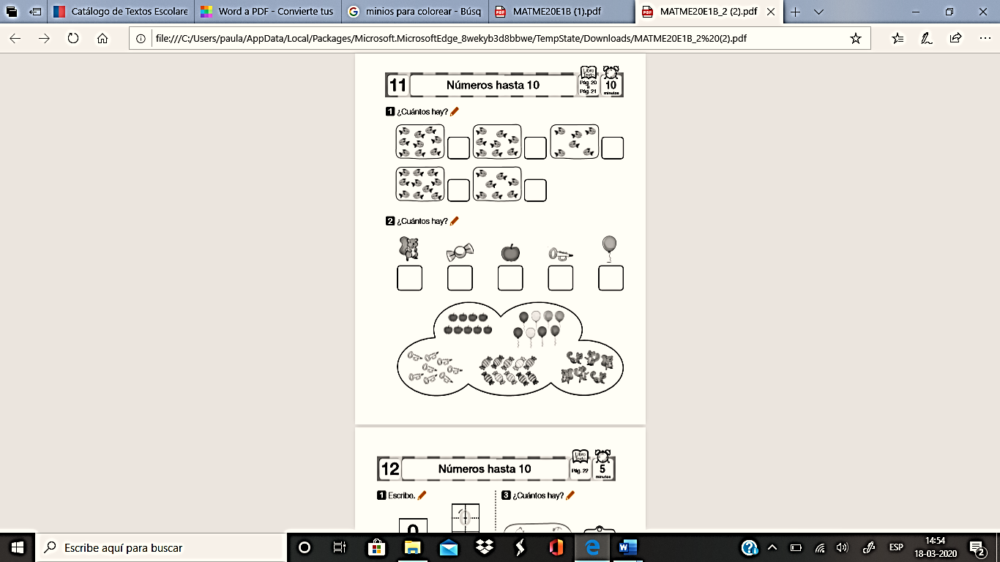 Catálogo de Textos Escolare
Word a PDF - Convierte tus
minios para colorear - Búsq
MATME20E1B (1).pdf
MATME20E1B_2 (2).pdf
file:///C:/Users/paula/AppData/Local/Packages/Microsoft.MicrosoftEdge_8wekyb3d8bbwe/TempState/Downloads/MATME20E1B_2%20(2).pdf
11 Números hasta 10 Libro Texto Pág. 20 a Pág. 21 10 minutos
1 ¿Cuántos hay?
2 ¿Cuántos hay?
12 Números hasta 10 Libro Texto Pág. 22 5 minutos
1 Escribe.
3 ¿Cuántos hay?
0 0
Escribe aquí para buscar
ESP
14:54
18-03-2020
2